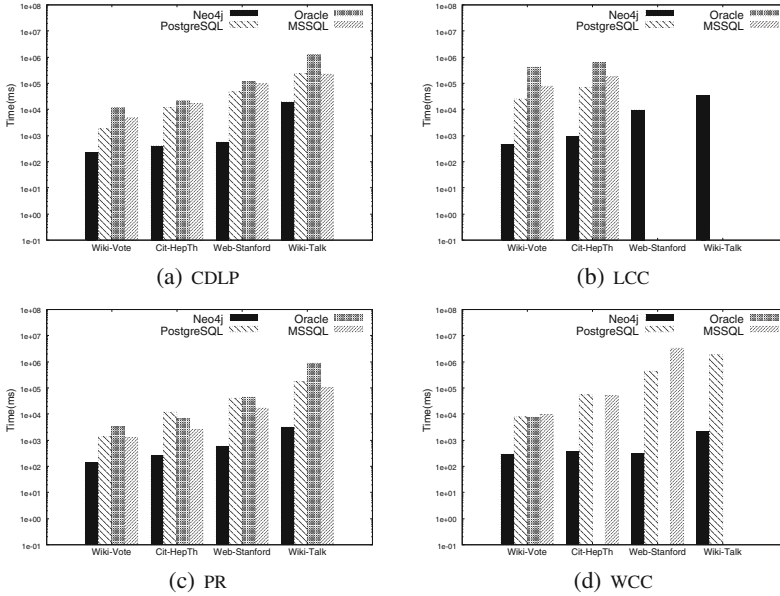 Neo4j Oracle
PostgreSQL MSSQL
1e+08
1e+07
1e+06
1e+05
1e+04
1e+03
1e+02
1e+01
1e+00
1e-01
Time(ms)
Wiki-Vote Cit-HepTh Web-Stanford Wiki-Talk
(a) CDLP
Neo4j Oracle
PostgreSQL MSSQL
1e+08
1e+07
1e+06
1e+05
1e+04
1e+03
1e+02
1e+01
1e+00
1e-01
Time(ms)
Wiki-Vote Cit-HepTh Web-Stanford Wiki-Talk
(b) LCC
Neo4j Oracle
PostgreSQL MSSQL
1e+08
1e+07
1e+06
1e+05
1e+04
1e+03
1e+02
1e+01
1e+00
1e-01
Time(ms)
Wiki-Vote Cit-HepTh Web-Stanford Wiki-Talk
(c) PR
Neo4j Oracle
PostgreSQL MSSQL
1e+08
1e+07
1e+06
1e+05
1e+04
1e+03
1e+02
1e+01
1e+00
1e-01
Time(ms)
Wiki-Vote Cit-HepTh Web-Stanford Wiki-Talk
(d) WCC